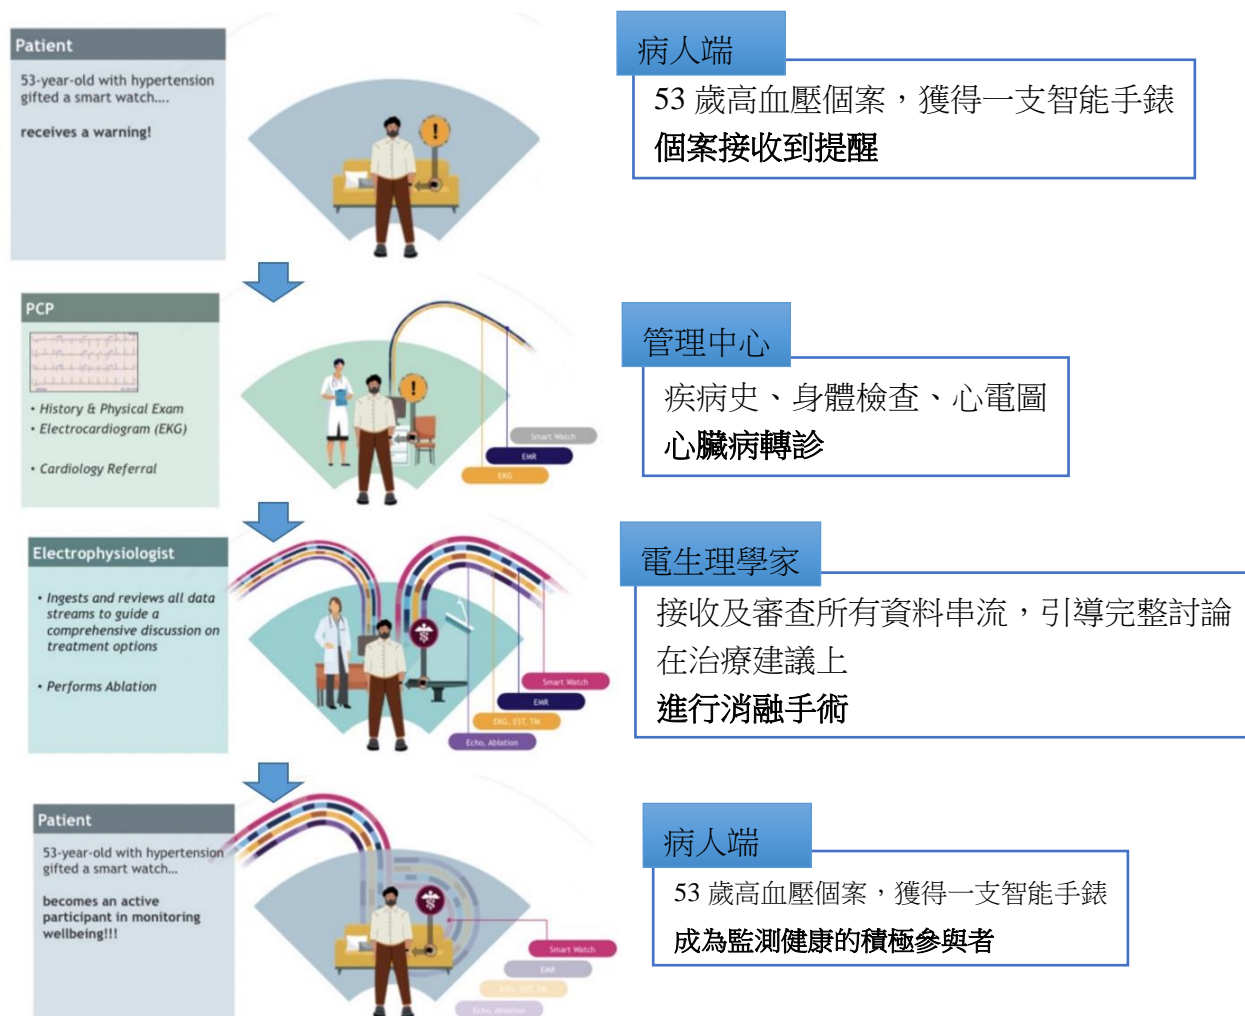 Patient
53-year-old with hypertension
gifted a smart watch....
receives a warning!
病人端
53 歲高血壓個案，獲得一支智能手錶
個案接收到提醒
PCP
• History & Physical Exam
• Electrocardiogram (EKG)
• Cardiology Referral
Smart Watch
EMR
EKG
管理中心
疾病史、身體檢查、心電圖
心臟病轉診
Electrophysiologist
• Ingests and reviews all data
streams to guide a
comprehensive discussion on
treatment options
• Performs Ablation
Smart Watch
EMR
EKG, EST, TM
Echo, Ablation
電生理學家
接收及審查所有資料串流，引導完整討論
在治療建議上
進行消融手術
Patient
53-year-old with hypertension
gifted a smart watch...
becomes an active
participant in monitoring
wellbeing!!!
Smart Watch
EMR
EKG, EST, TM
Echo, Ablation
病人端
53 歲高血壓個案，獲得一支智能手錶
成為監測健康的積極參與者